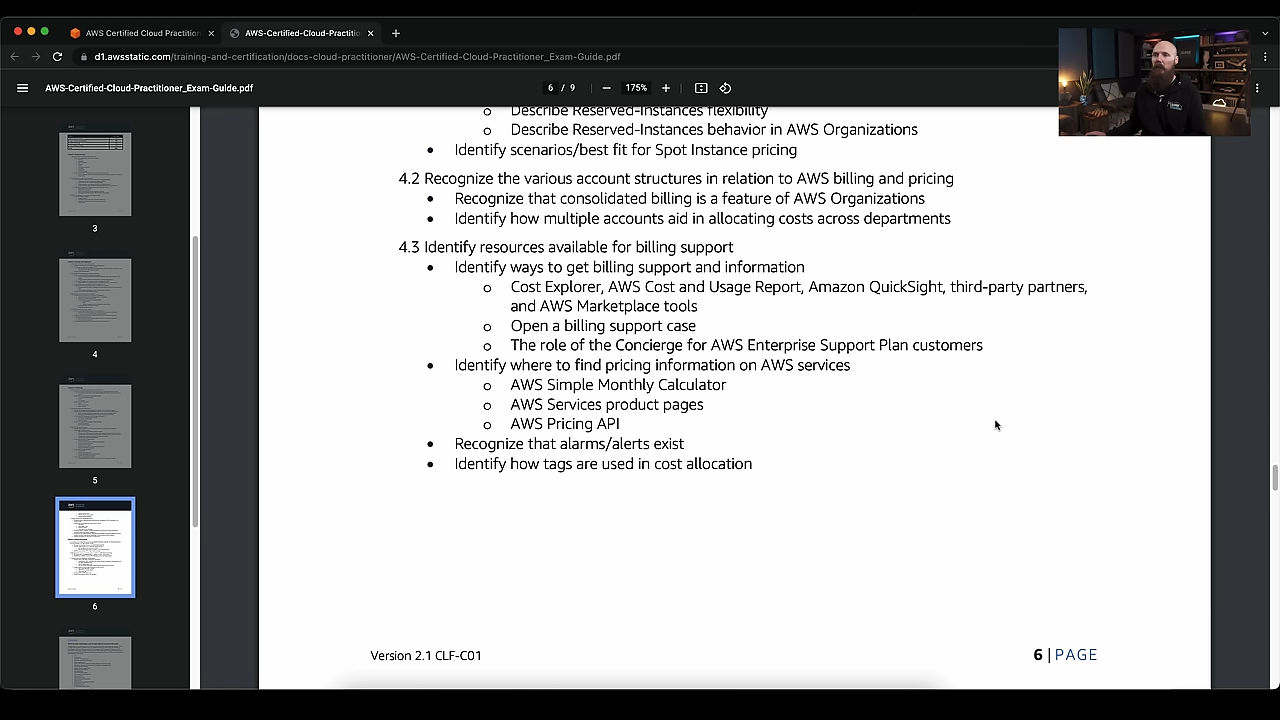 AWS Certified Cloud Practition
AWS-Certified-Cloud-Practitio
d1.awsstatic.com/training-and-certification/docs-cloud-practitioner/AWS-Certified-Cloud-Practitioner_Exam-Guide.pdf
AWS-Certified-Cloud-Practitioner_Exam-Guide.pdf
6 / 9
175%
3
4
5
6
o Describe Reserved-Instances flexibility
o Describe Reserved-Instances behavior in AWS Organizations
• Identify scenarios/best fit for Spot Instance pricing
4.2 Recognize the various account structures in relation to AWS billing and pricing
• Recognize that consolidated billing is a feature of AWS Organizations
• Identify how multiple accounts aid in allocating costs across departments
4.3 Identify resources available for billing support
• Identify ways to get billing support and information
o Cost Explorer, AWS Cost and Usage Report, Amazon QuickSight, third-party partners,
and AWS Marketplace tools
o Open a billing support case
o The role of the Concierge for AWS Enterprise Support Plan customers
• Identify where to find pricing information on AWS services
o AWS Simple Monthly Calculator
o AWS Services product pages
o AWS Pricing API
• Recognize that alarms/alerts exist
• Identify how tags are used in cost allocation
Version 2.1 CLF-C01
6 | PAGE